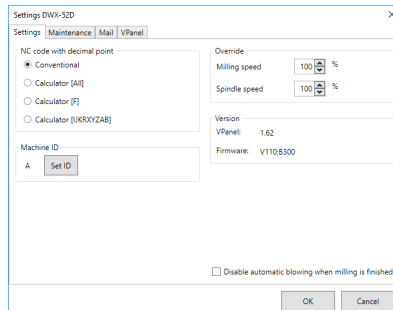 Settings DWX-52D
Settings Maintenance Mail VPanel
NC code with decimal point
Conventional
Calculator [All]
Calculator [F]
Calculator [IJKRXYZAB]
Machine ID
A Set ID
Override
Milling speed 100 %
Spindle speed 100 %
Version
VPanel: 1.62
Firmware: V110;B300
Disable automatic blowing when milling is finished
OK Cancel